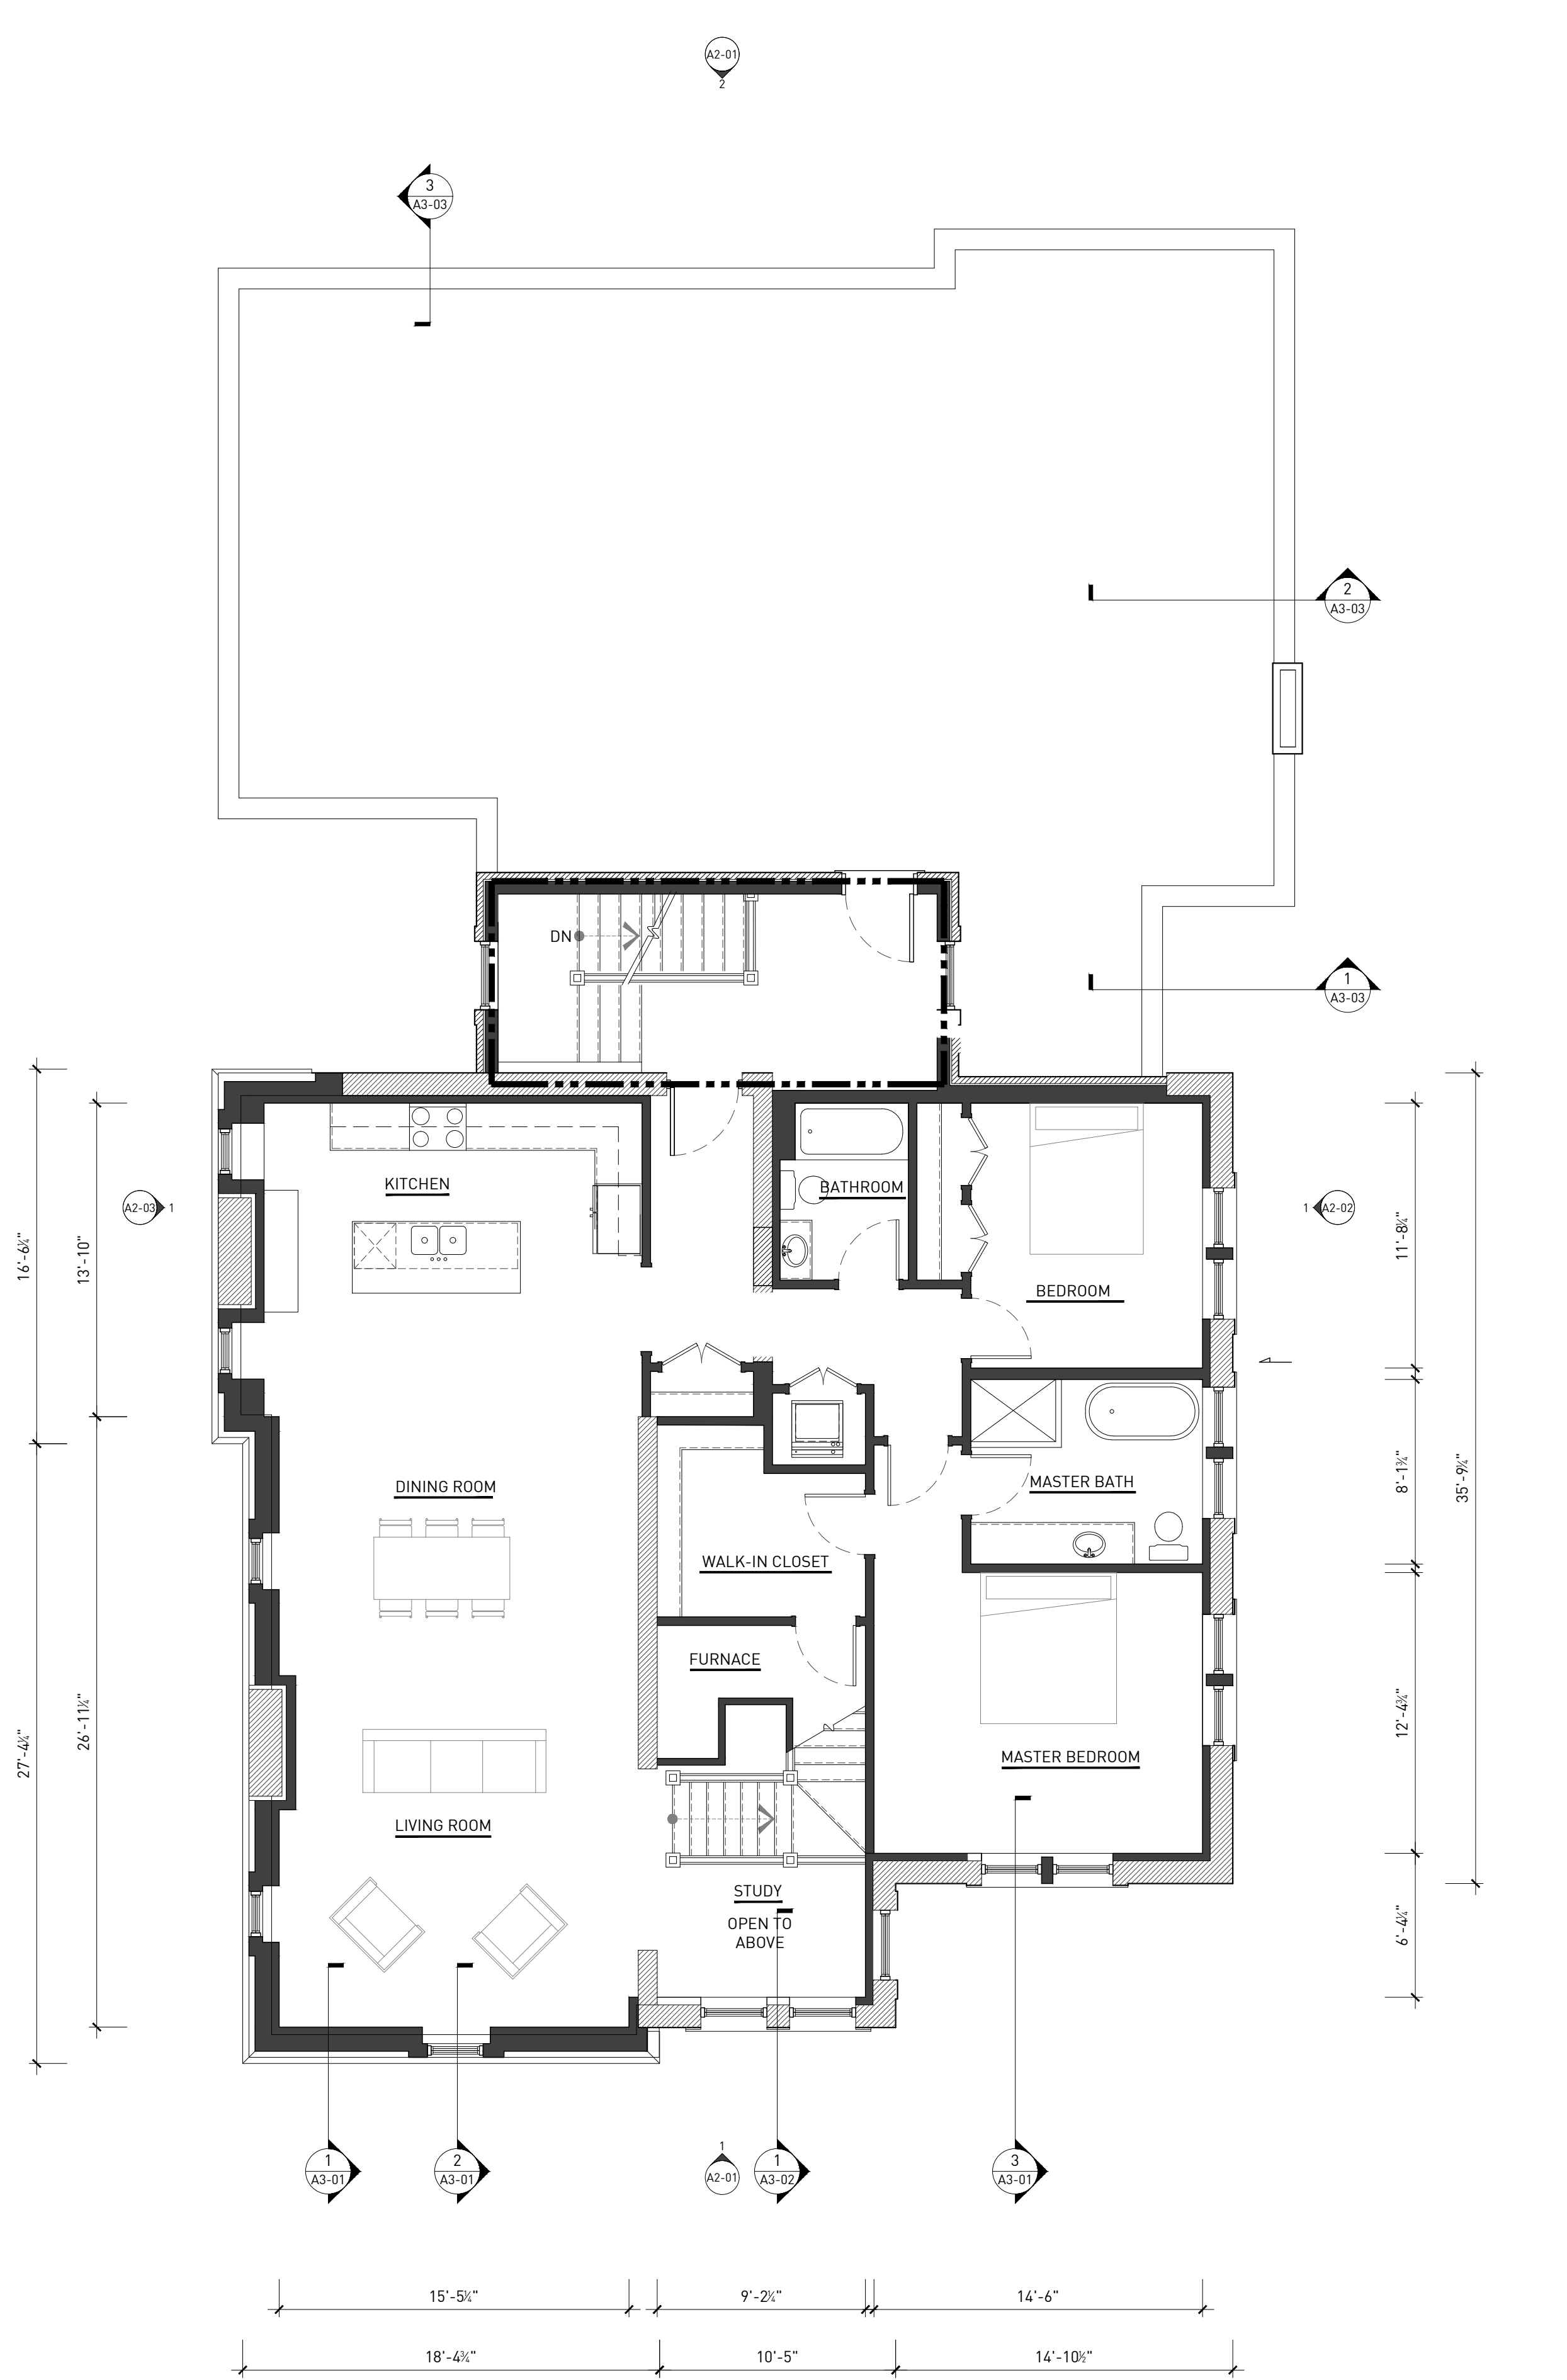 A2-01
2
3
A3-03
2
A3-03
DN
1
A3-03
KITCHEN
BATHROOM
A2-03
1
1
A2-02
16'-6¼"
13'-10"
11'-8¼"
BEDROOM
DINING ROOM
MASTER BATH
8'-1¾"
35'-9¼"
WALK-IN CLOSET
FURNACE
27'-4¼"
26'-11¼"
12'-4¾"
MASTER BEDROOM
LIVING ROOM
STUDY
OPEN TO
ABOVE
6'-4¼"
1
A3-01
2
A3-01
1
A2-01
1
A3-02
3
A3-01
15'-5¼"
9'-2¼"
14'-6"
18'-4¾"
10'-5"
14'-10½"